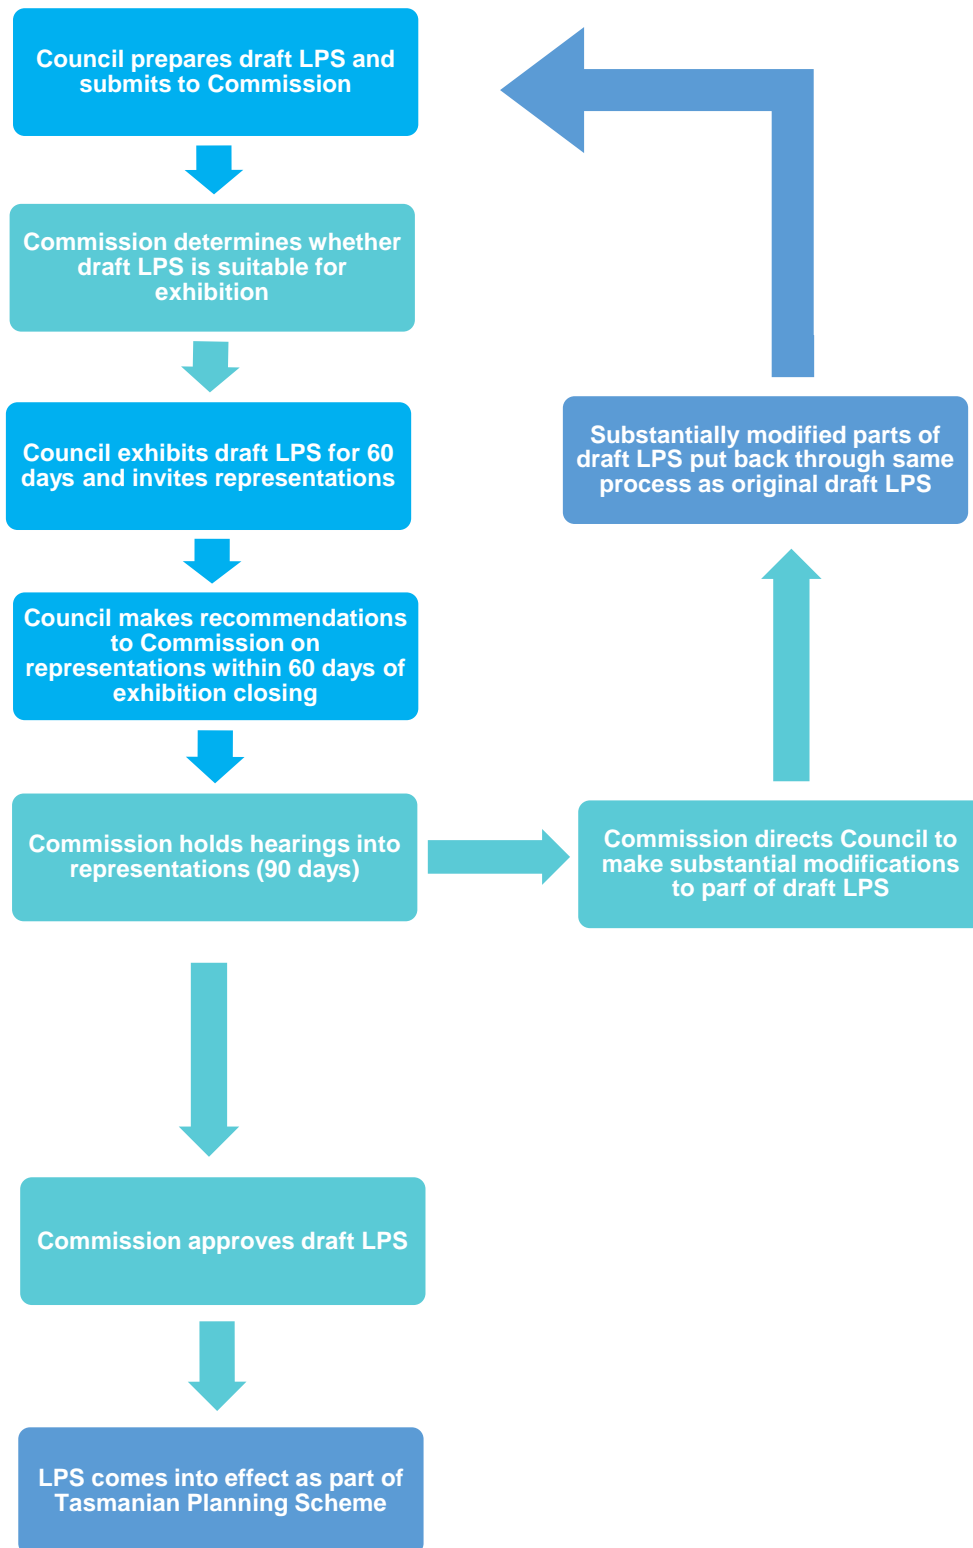 Council prepares draft LPS and
submits to Commission
Commission determines whether
draft LPS is suitable for
exhibition
Council exhibits draft LPS for 60
days and invites representations
Council makes recommendations
to Commission on
representations within 60 days of
exhibition closing
Commission holds hearings into
representations (90 days)
Commission directs Council to
make substantial modifications
to part of draft LPS
Substantially modified parts of
draft LPS put back through same
process as original draft LPS
Commission approves draft LPS
LPS comes into effect as part of
Tasmanian Planning Scheme